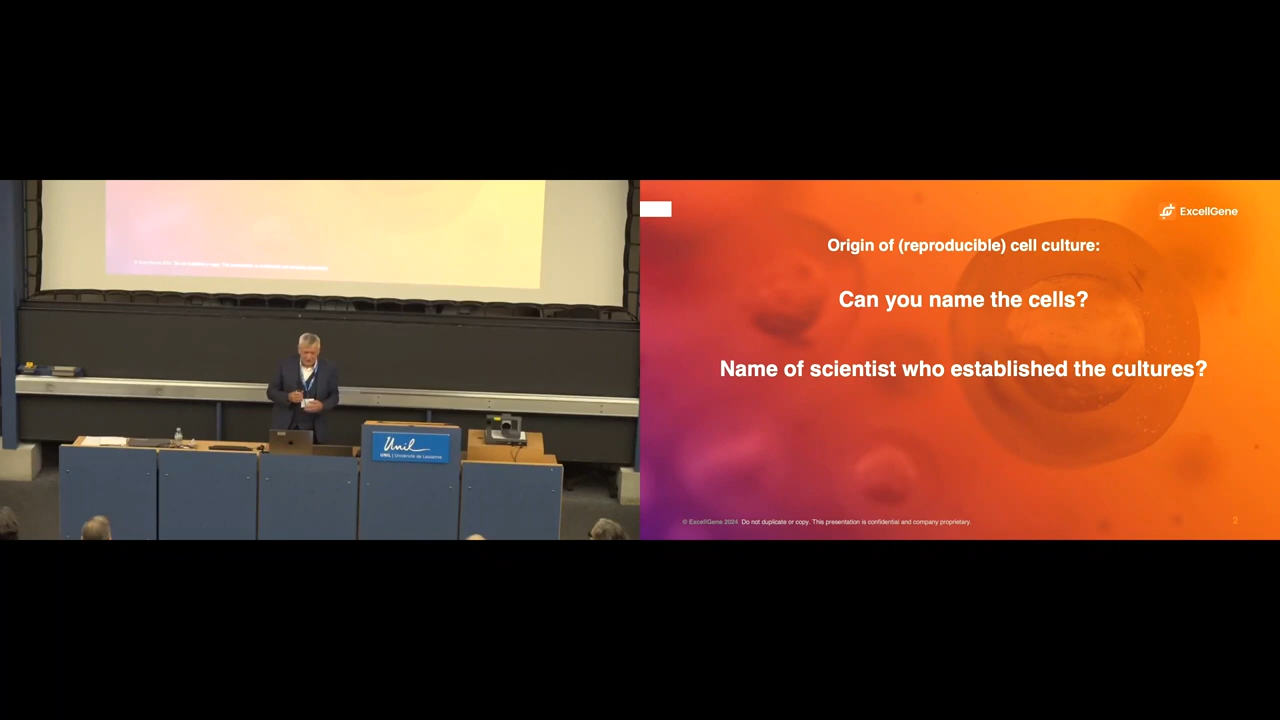 Unil
UNIL | Université de Lausanne
ExcellGene
Origin of (reproducible) cell culture:
Can you name the cells?
Name of scientist who established the cultures?
© ExcellGene 2024 Do not duplicate or copy. This presentation is confidential and company proprietary.
2